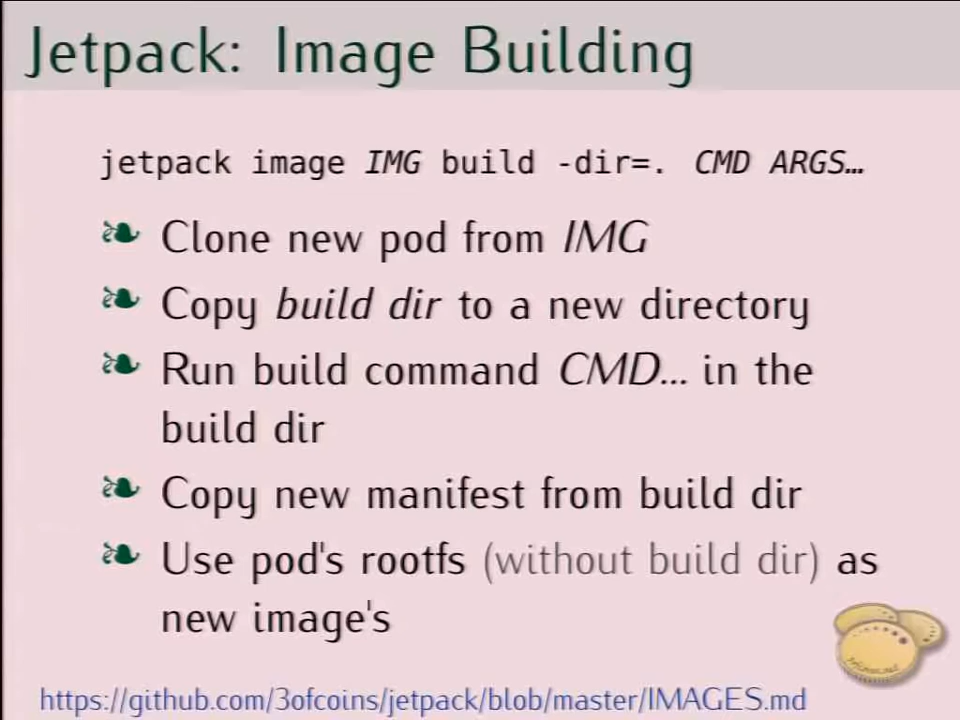 Jetpack: Image Building
jetpack image IMG build -dir=. CMD ARGS…
❧ Clone new pod from IMG
❧ Copy build dir to a new directory
❧ Run build command CMD… in the
build dir
❧ Copy new manifest from build dir
❧ Use pod's rootfs (without build dir) as
new image's
https://github.com/3ofcoins/jetpack/blob/master/IMAGES.md